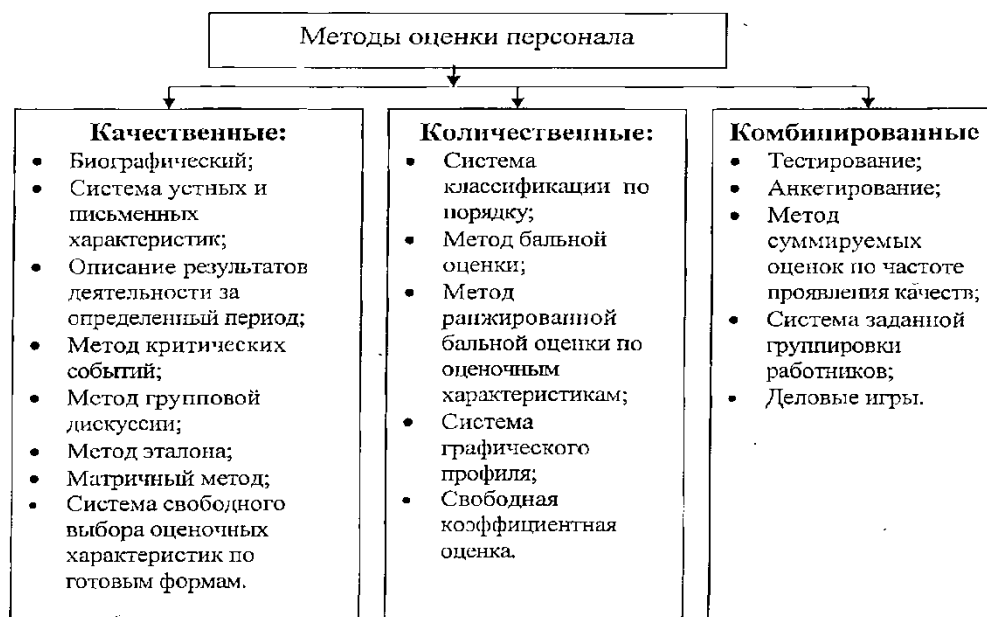 Методы оценки персонала
Качественные:
• Биографический;
• Система устных и
письменных
характеристик;
• Описание результатов
деятельности за
определенный период;
• Метод критических
событий;
• Метод групповой
дискуссии;
• Метод эталона;
• Матричный метод;
• Система свободного
выбора оценочных
характеристик по
готовым формам.
Количественные:
• Система
классификации по
порядку;
• Метод бальной
оценки;
• Метод
ранжированной
бальной оценки по
оценочным
характеристикам;
• Система
графического
профиля;
• Свободная
коэффициентная
оценка.
Комбинированные
• Тестирование;
• Анкетирование;
• Метод
суммируемых
оценок по частоте
проявления качеств;
• Система заданной
группировки
работников;
• Деловые игры.